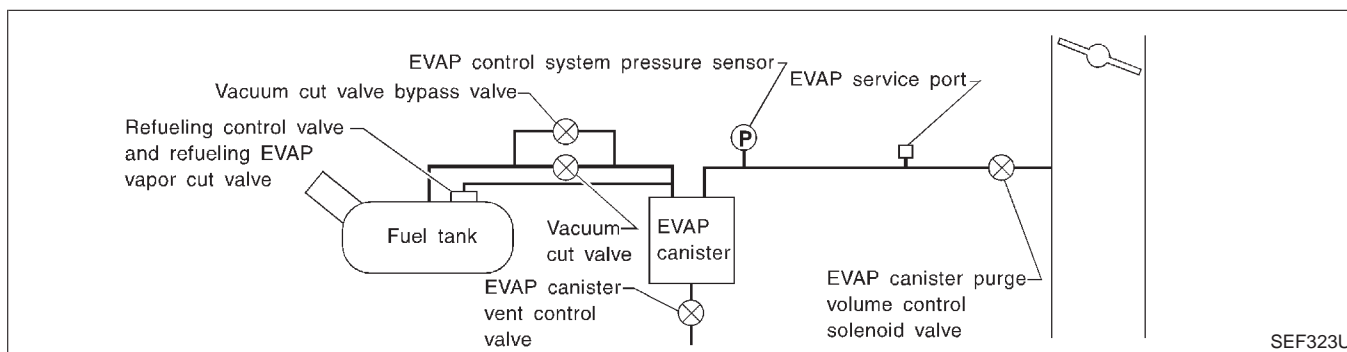 EVAP control system pressure sensor
EVAP service port
Vacuum cut valve bypass valve
Refueling control valve
and refueling EVAP
vapor cut valve
P
Fuel tank
Vacuum
cut valve
EVAP
canister
EVAP canister
vent control
valve
EVAP canister purge
volume control
solenoid valve
SEF323U